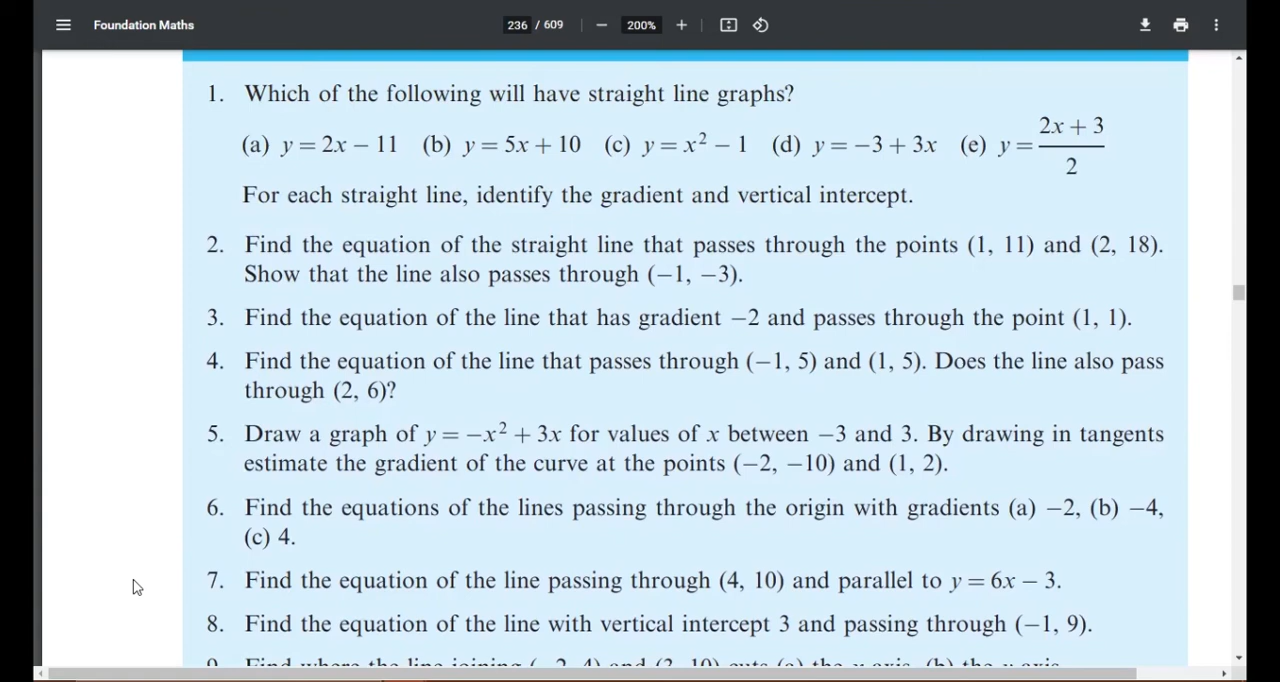 Foundation Maths
236 / 609
200%
1. Which of the following will have straight line graphs?
(a) y = 2x − 11 (b) y = 5x + 10 (c) y = x² − 1 (d) y = −3 + 3x (e) y = (2x + 3)/2
For each straight line, identify the gradient and vertical intercept.
2. Find the equation of the straight line that passes through the points (1, 11) and (2, 18).
Show that the line also passes through (−1, −3).
3. Find the equation of the line that has gradient −2 and passes through the point (1, 1).
4. Find the equation of the line that passes through (−1, 5) and (1, 5). Does the line also pass
through (2, 6)?
5. Draw a graph of y = −x² + 3x for values of x between −3 and 3. By drawing in tangents
estimate the gradient of the curve at the points (−2, −10) and (1, 2).
6. Find the equations of the lines passing through the origin with gradients (a) −2, (b) −4,
(c) 4.
7. Find the equation of the line passing through (4, 10) and parallel to y = 6x − 3.
8. Find the equation of the line with vertical intercept 3 and passing through (−1, 9).
Find where the line joining